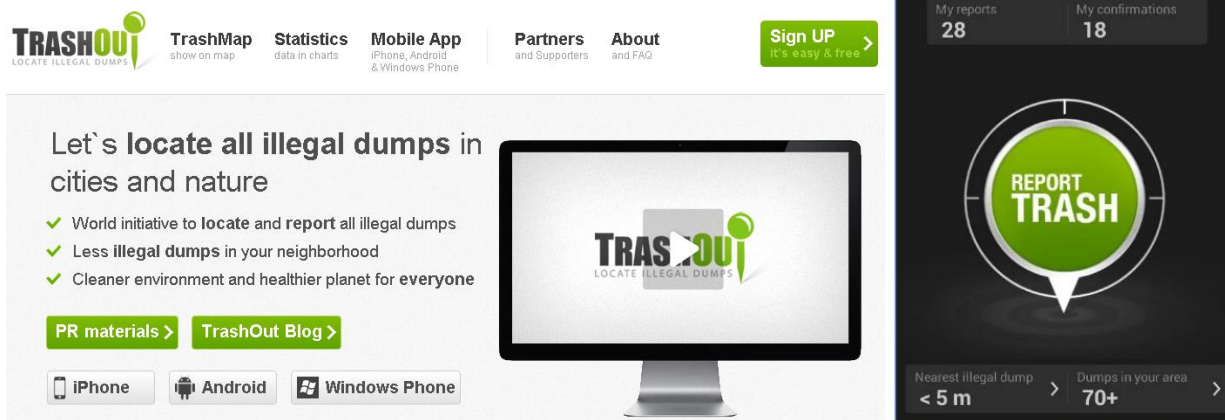 TRASHOUT
LOCATE ILLEGAL DUMPS
TrashMap
show on map
Statistics
data in charts
Mobile App
iPhone, Android
& Windows Phone
Partners
and Supporters
About
and FAQ
Sign UP
it's easy & free
Let`s locate all illegal dumps in
cities and nature
World initiative to locate and report all illegal dumps
Less illegal dumps in your neighborhood
Cleaner environment and healthier planet for everyone
PR materials
TrashOut Blog
iPhone
Android
Windows Phone
TRASHOUT
LOCATE ILLEGAL DUMPS
My reports
28
My confirmations
18
REPORT
TRASH
Nearest illegal dump
< 5 m
Dumps in your area
70+